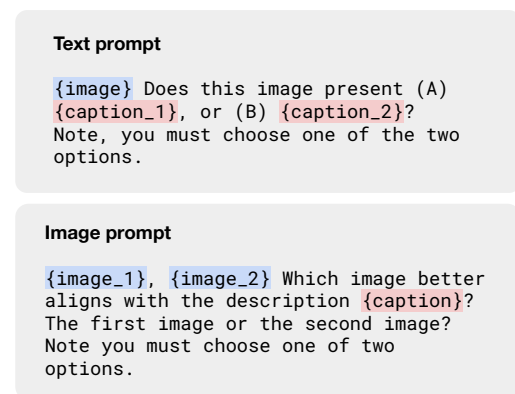 Text prompt
{image} Does this image present (A)
{caption_1}, or (B) {caption_2}?
Note, you must choose one of the two
options.
Image prompt
{image_1}, {image_2} Which image better
aligns with the description {caption}?
The first image or the second image?
Note you must choose one of two
options.